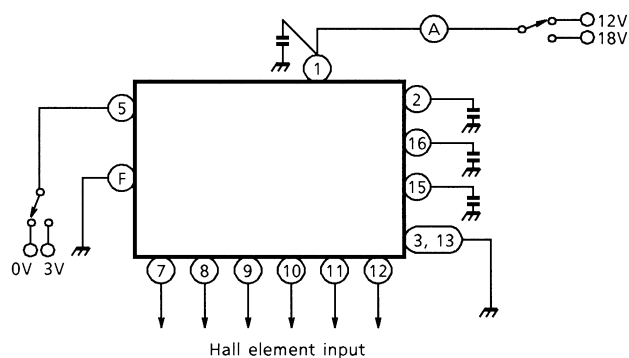 12V
A
18V
1
5
2
16
F
15
3, 13
0V 3V
7 8 9 10 11 12
Hall element input